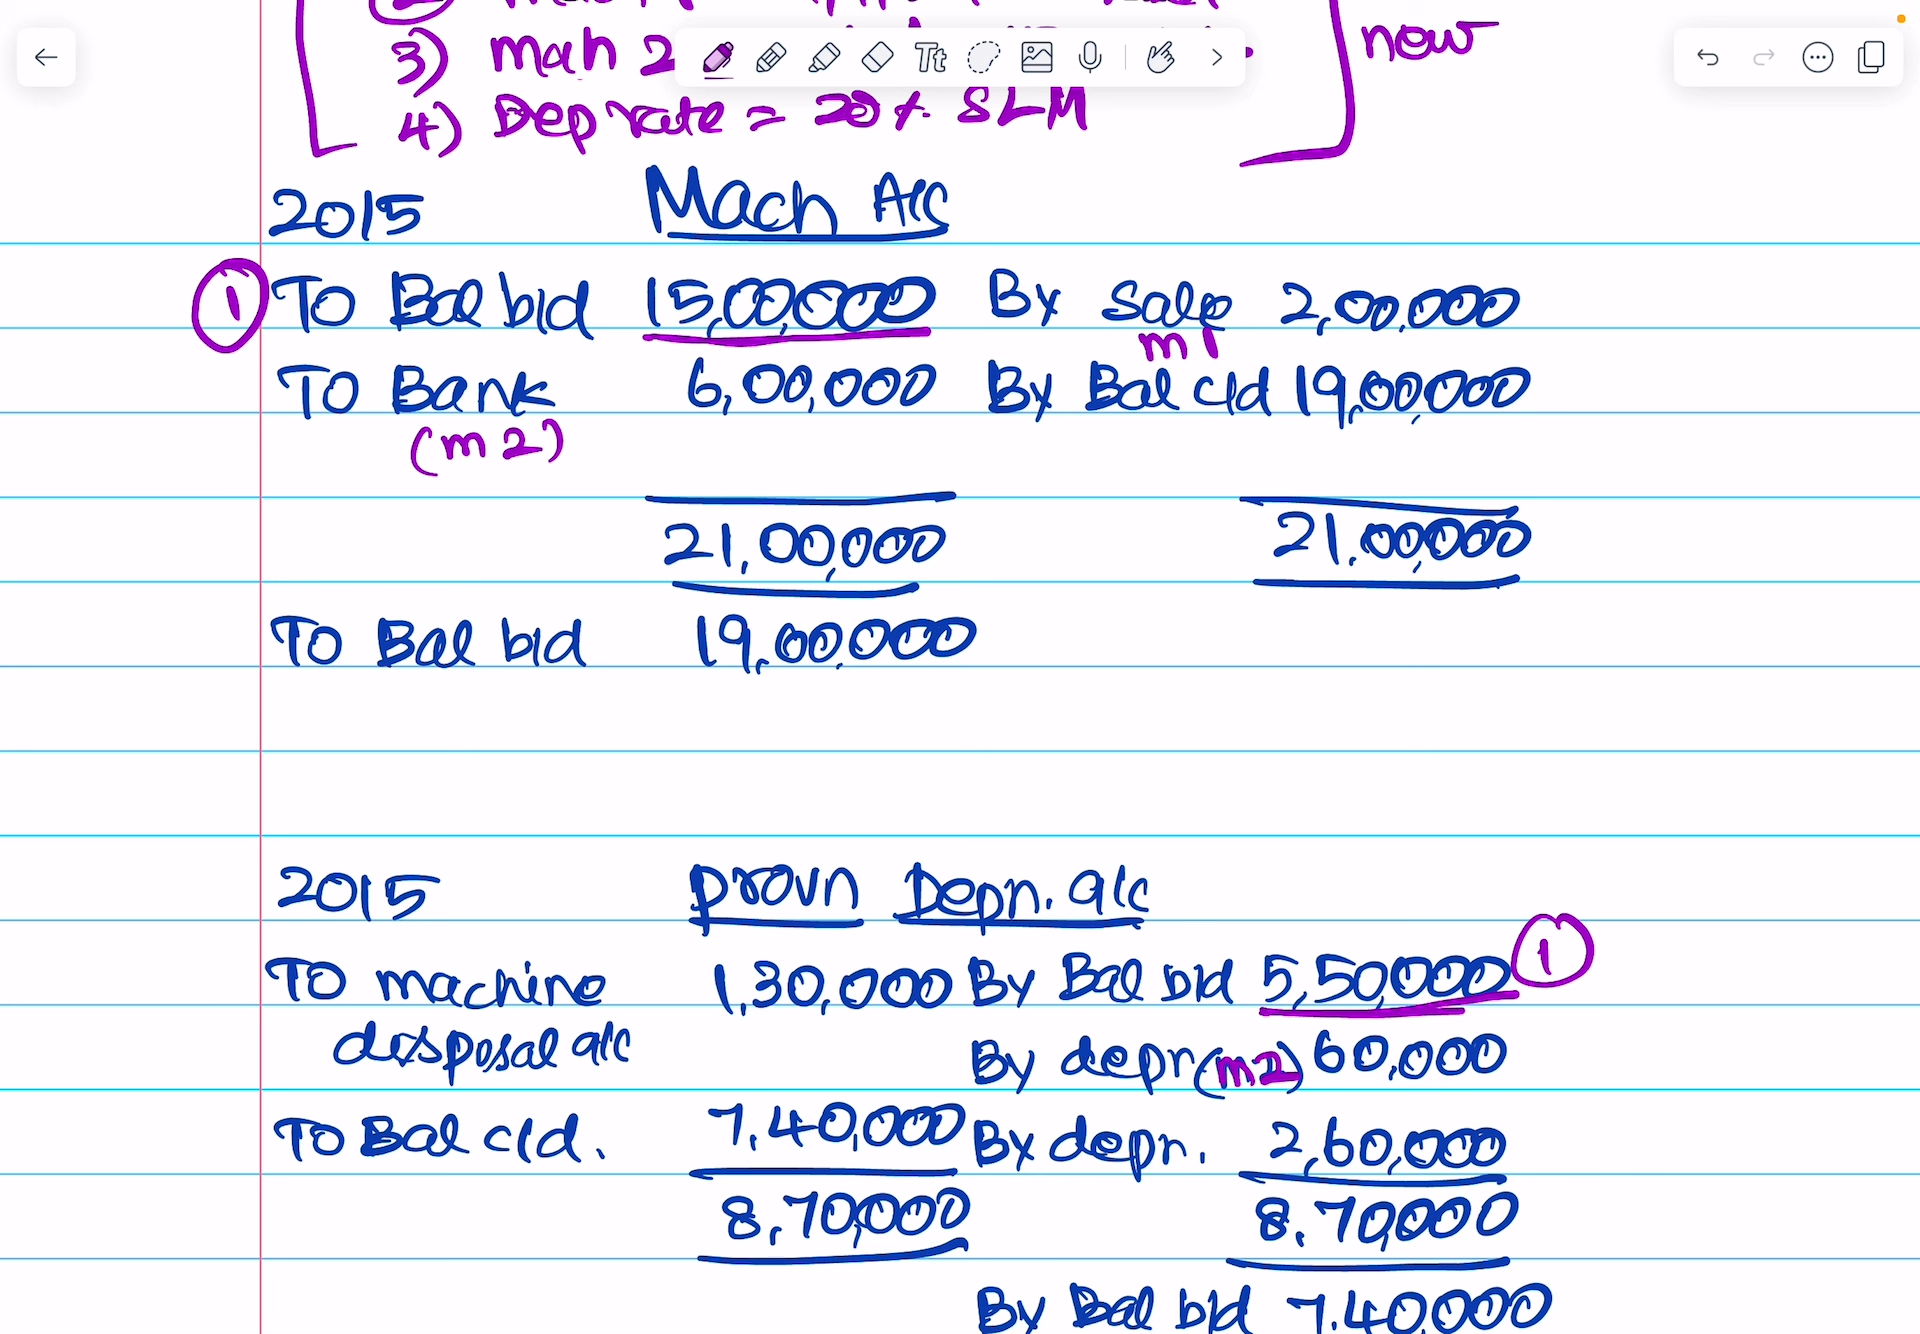 now
3) mah 2
4) Dep rate = 20% SLM
2015 Mach A/c
1 To Bal b/d 15,00,000 By Sale 2,00,000
m1
To Bank 6,00,000 By Bal c/d 19,00,000
(m2)
21,00,000 21,00,000
To Bal b/d 19,00,000
2015 Provn Depn. a/c
To machine 1,30,000 By Bal b/d 5,50,000 1
disposal a/c By depr(m2) 60,000
To Bal c/d. 7,40,000 By depn. 2,60,000
8,70,000 8,70,000
By Bal b/d 7,40,000